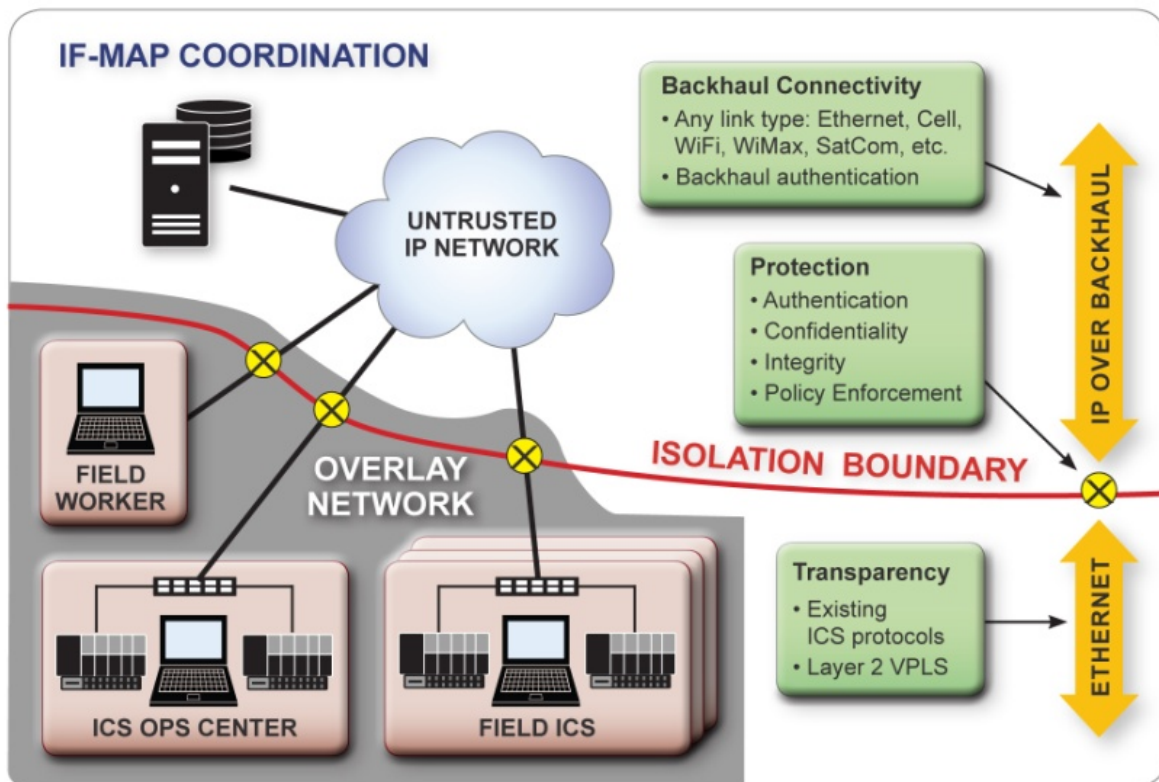 IF-MAP COORDINATION
UNTRUSTED
IP NETWORK
Backhaul Connectivity
• Any link type: Ethernet, Cell,
WiFi, WiMax, SatCom, etc.
• Backhaul authentication
IP OVER BACKHAUL
Protection
• Authentication
• Confidentiality
• Integrity
• Policy Enforcement
FIELD
WORKER
OVERLAY
NETWORK
ISOLATION BOUNDARY
ICS OPS CENTER
FIELD ICS
Transparency
• Existing
ICS protocols
• Layer 2 VPLS
ETHERNET